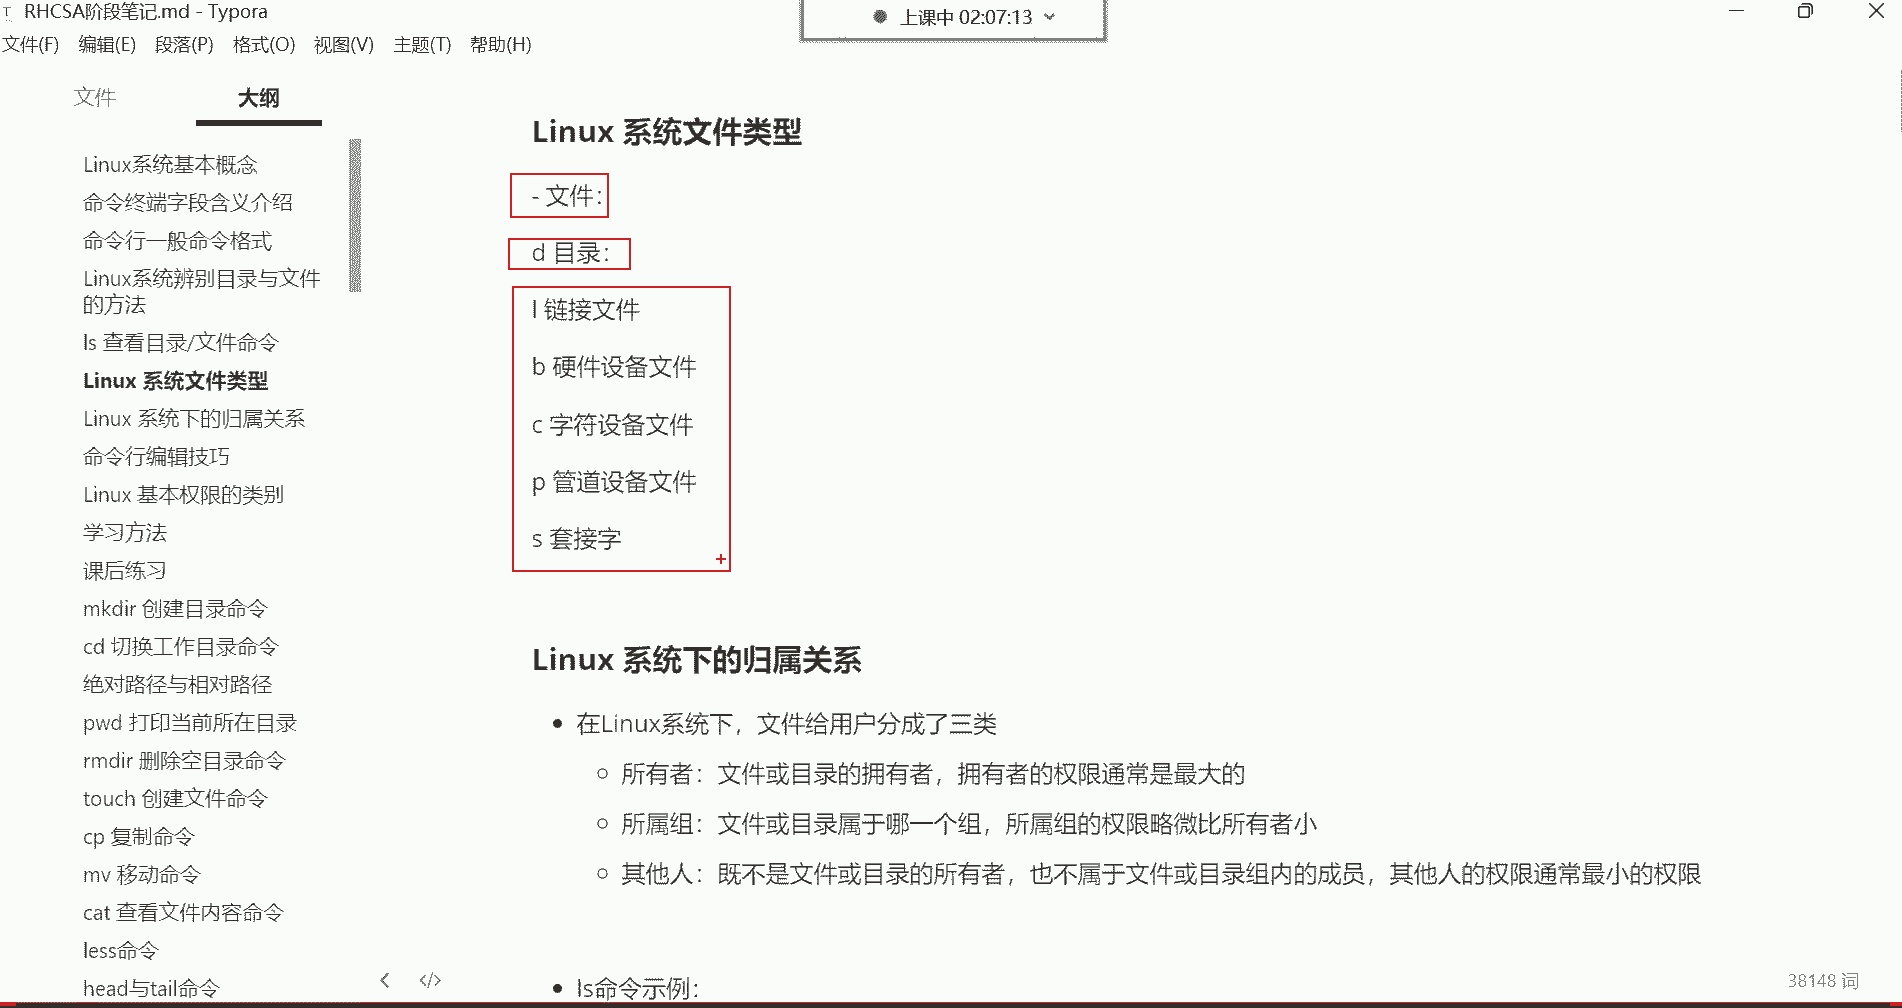 RHCSA阶段笔记.md - Typora
上课中 02:07:13
文件(F) 编辑(E) 段落(P) 格式(O) 视图(V) 主题(T) 帮助(H)
文件 大纲
Linux系统基本概念
命令终端字段含义介绍
命令行一般命令格式
Linux系统辨别目录与文件
的方法
ls 查看目录/文件命令
Linux 系统文件类型
Linux 系统下的归属关系
命令行编辑技巧
Linux 基本权限的类别
学习方法
课后练习
mkdir 创建目录命令
cd 切换工作目录命令
绝对路径与相对路径
pwd 打印当前所在目录
rmdir 删除空目录命令
touch 创建文件命令
cp 复制命令
mv 移动命令
cat 查看文件内容命令
less命令
head与tail命令
Linux 系统文件类型
- 文件：
d 目录：
l 链接文件
b 硬件设备文件
c 字符设备文件
p 管道设备文件
s 套接字
Linux 系统下的归属关系
• 在Linux系统下，文件给用户分成了三类
○ 所有者：文件或目录的拥有者，拥有者的权限通常是最大的
○ 所属组：文件或目录属于哪一个组，所属组的权限略微比所有者小
○ 其他人：既不是文件或目录的所有者，也不属于文件或目录组内的成员，其他人的权限通常最小的权限
• ls命令示例：
38148 词